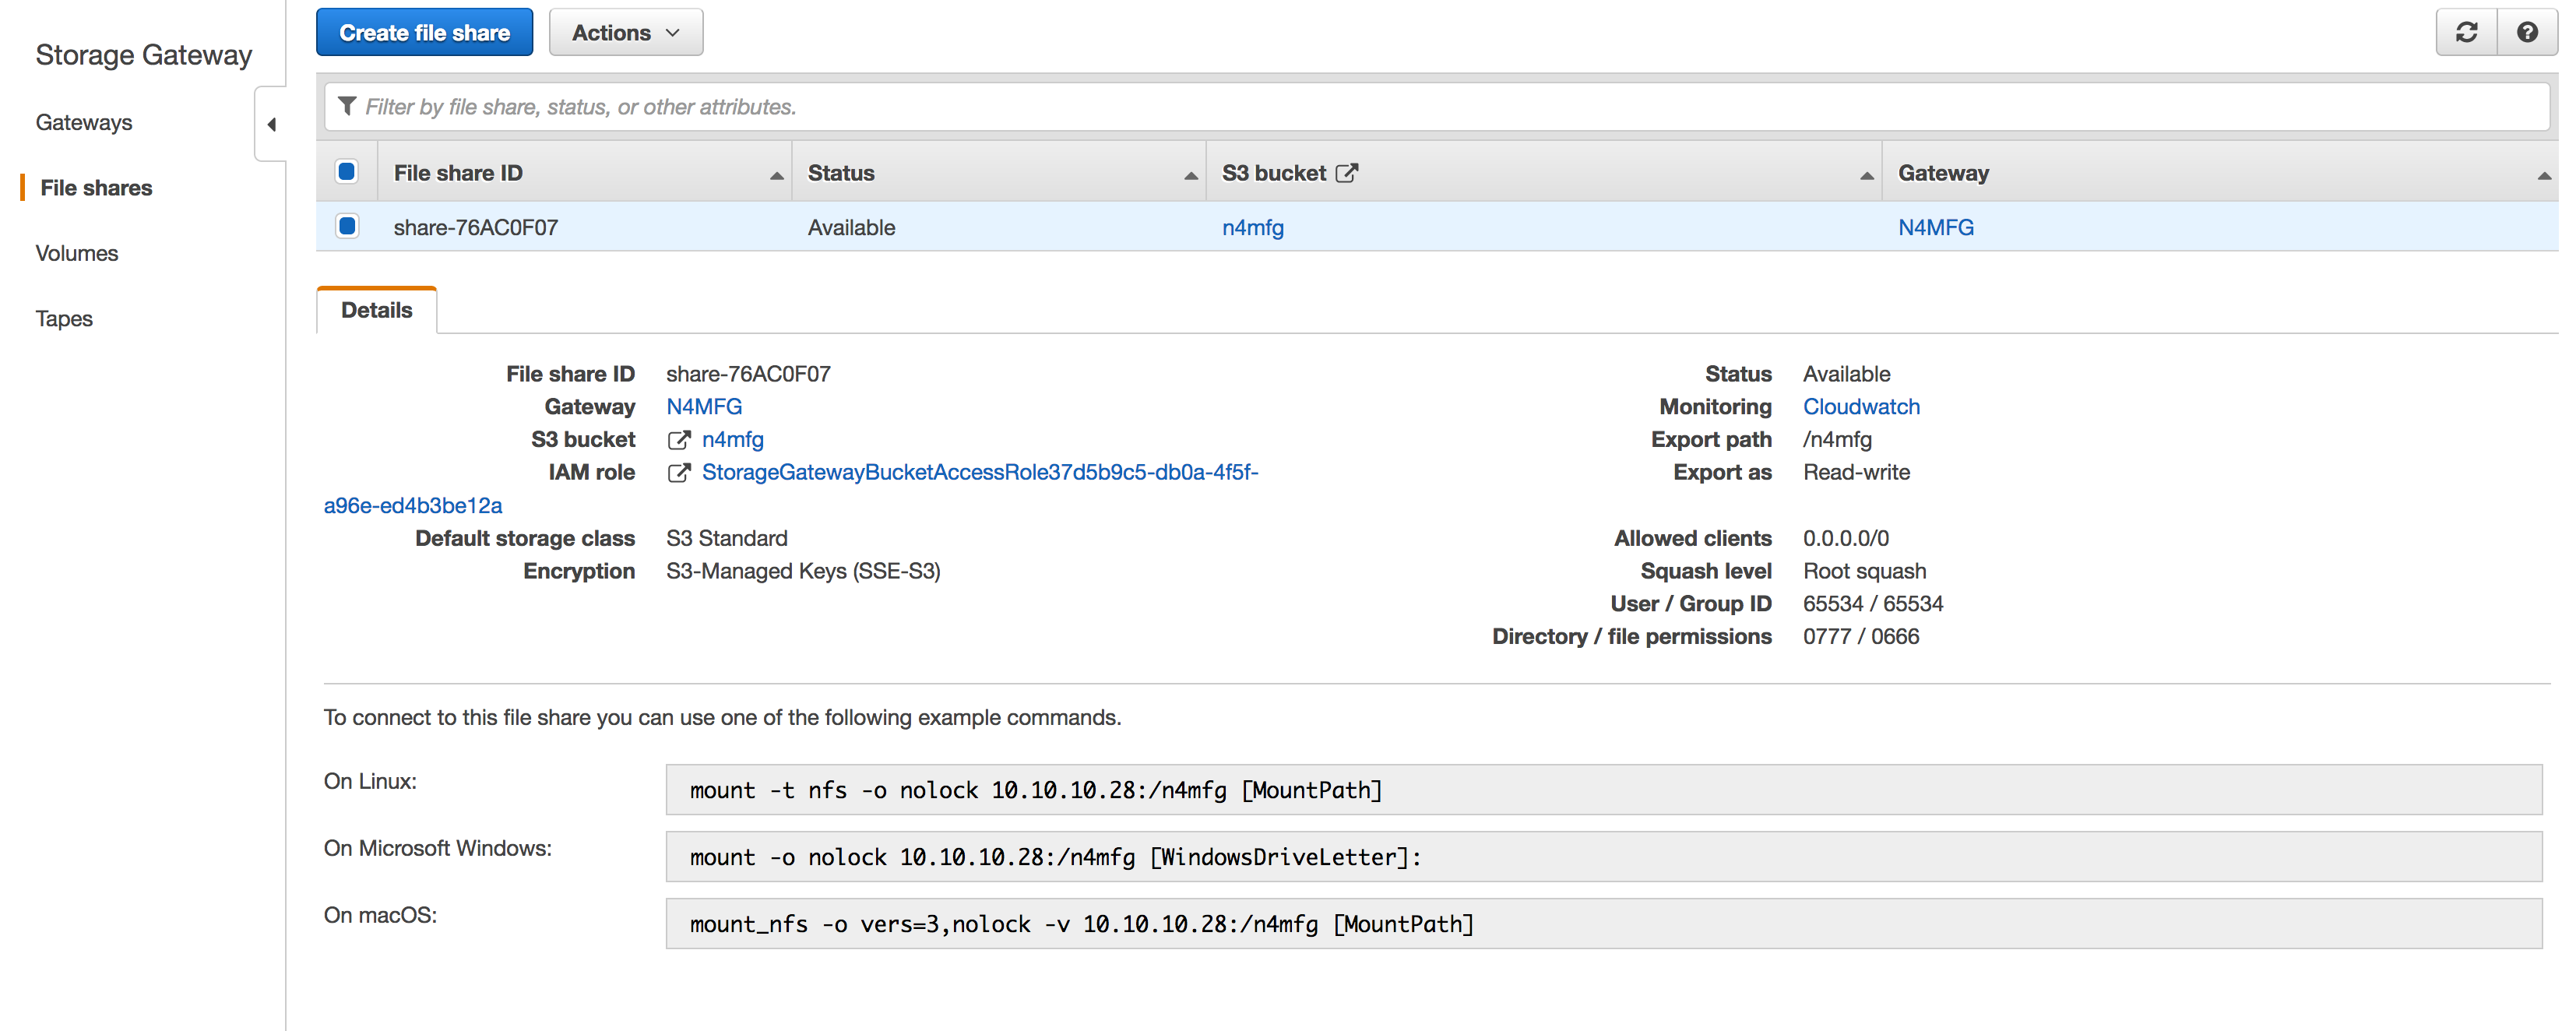 Storage Gateway
Gateways
File shares
Volumes
Tapes
Create file share
Actions
Filter by file share, status, or other attributes.
File share ID Status S3 bucket Gateway
share-76AC0F07 Available n4mfg N4MFG
Details
File share ID share-76AC0F07
Gateway N4MFG
S3 bucket n4mfg
IAM role StorageGatewayBucketAccessRole37d5b9c5-db0a-4f5f-
a96e-ed4b3be12a
Default storage class S3 Standard
Encryption S3-Managed Keys (SSE-S3)
Status Available
Monitoring Cloudwatch
Export path /n4mfg
Export as Read-write
Allowed clients 0.0.0.0/0
Squash level Root squash
User / Group ID 65534 / 65534
Directory / file permissions 0777 / 0666
To connect to this file share you can use one of the following example commands.
On Linux: mount -t nfs -o nolock 10.10.10.28:/n4mfg [MountPath]
On Microsoft Windows: mount -o nolock 10.10.10.28:/n4mfg [WindowsDriveLetter]:
On macOS: mount_nfs -o vers=3,nolock -v 10.10.10.28:/n4mfg [MountPath]